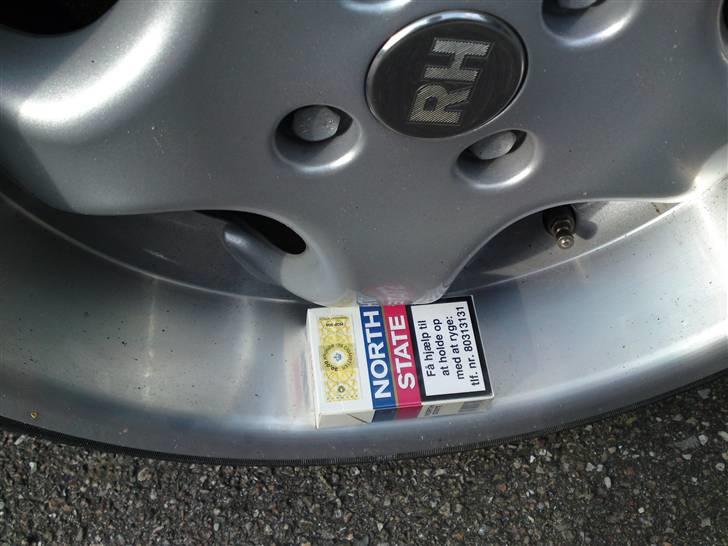 RH
NORTH
STATE
Få hjælp til
at holde op
med at ryge:
tlf. nr. 80313131